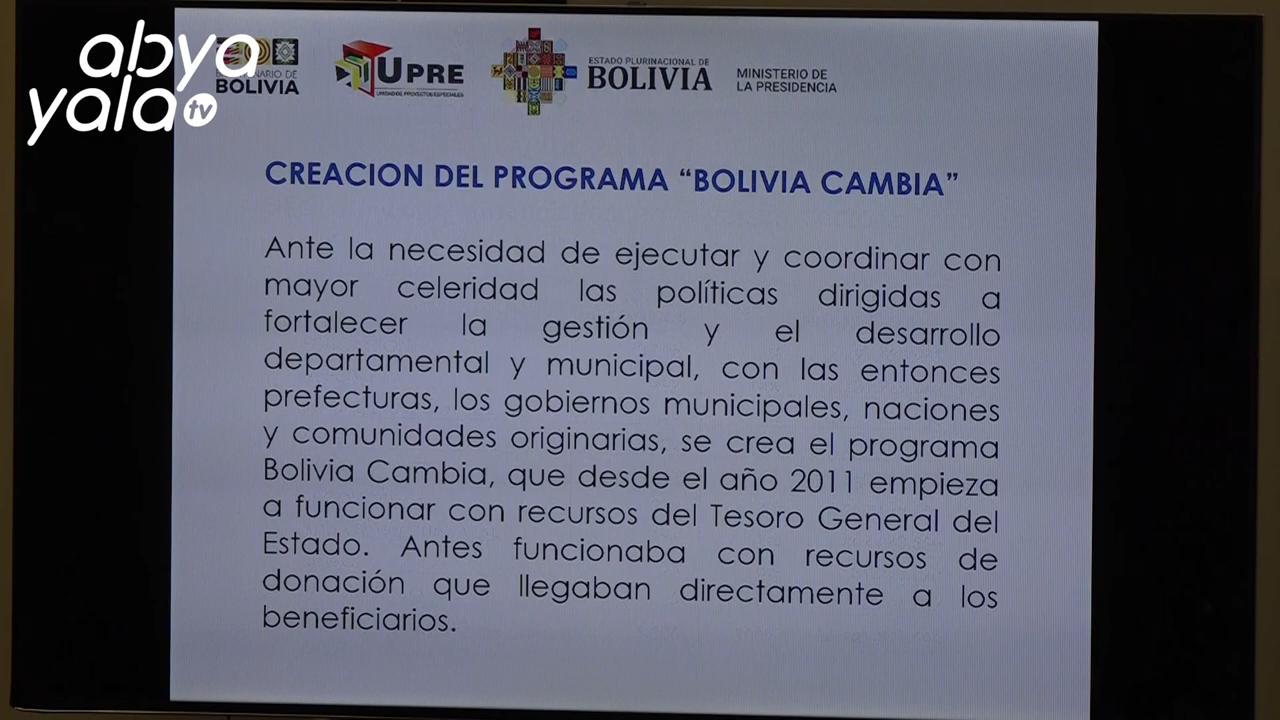 abya
yala tv
BOLIVIA
UPRE
UNIDAD DE PROYECTOS ESPECIALES
ESTADO PLURINACIONAL DE
BOLIVIA
MINISTERIO DE
LA PRESIDENCIA
CREACION DEL PROGRAMA “BOLIVIA CAMBIA”
Ante la necesidad de ejecutar y coordinar con
mayor celeridad las políticas dirigidas a
fortalecer la gestión y el desarrollo
departamental y municipal, con las entonces
prefecturas, los gobiernos municipales, naciones
y comunidades originarias, se crea el programa
Bolivia Cambia, que desde el año 2011 empieza
a funcionar con recursos del Tesoro General del
Estado. Antes funcionaba con recursos de
donación que llegaban directamente a los
beneficiarios.